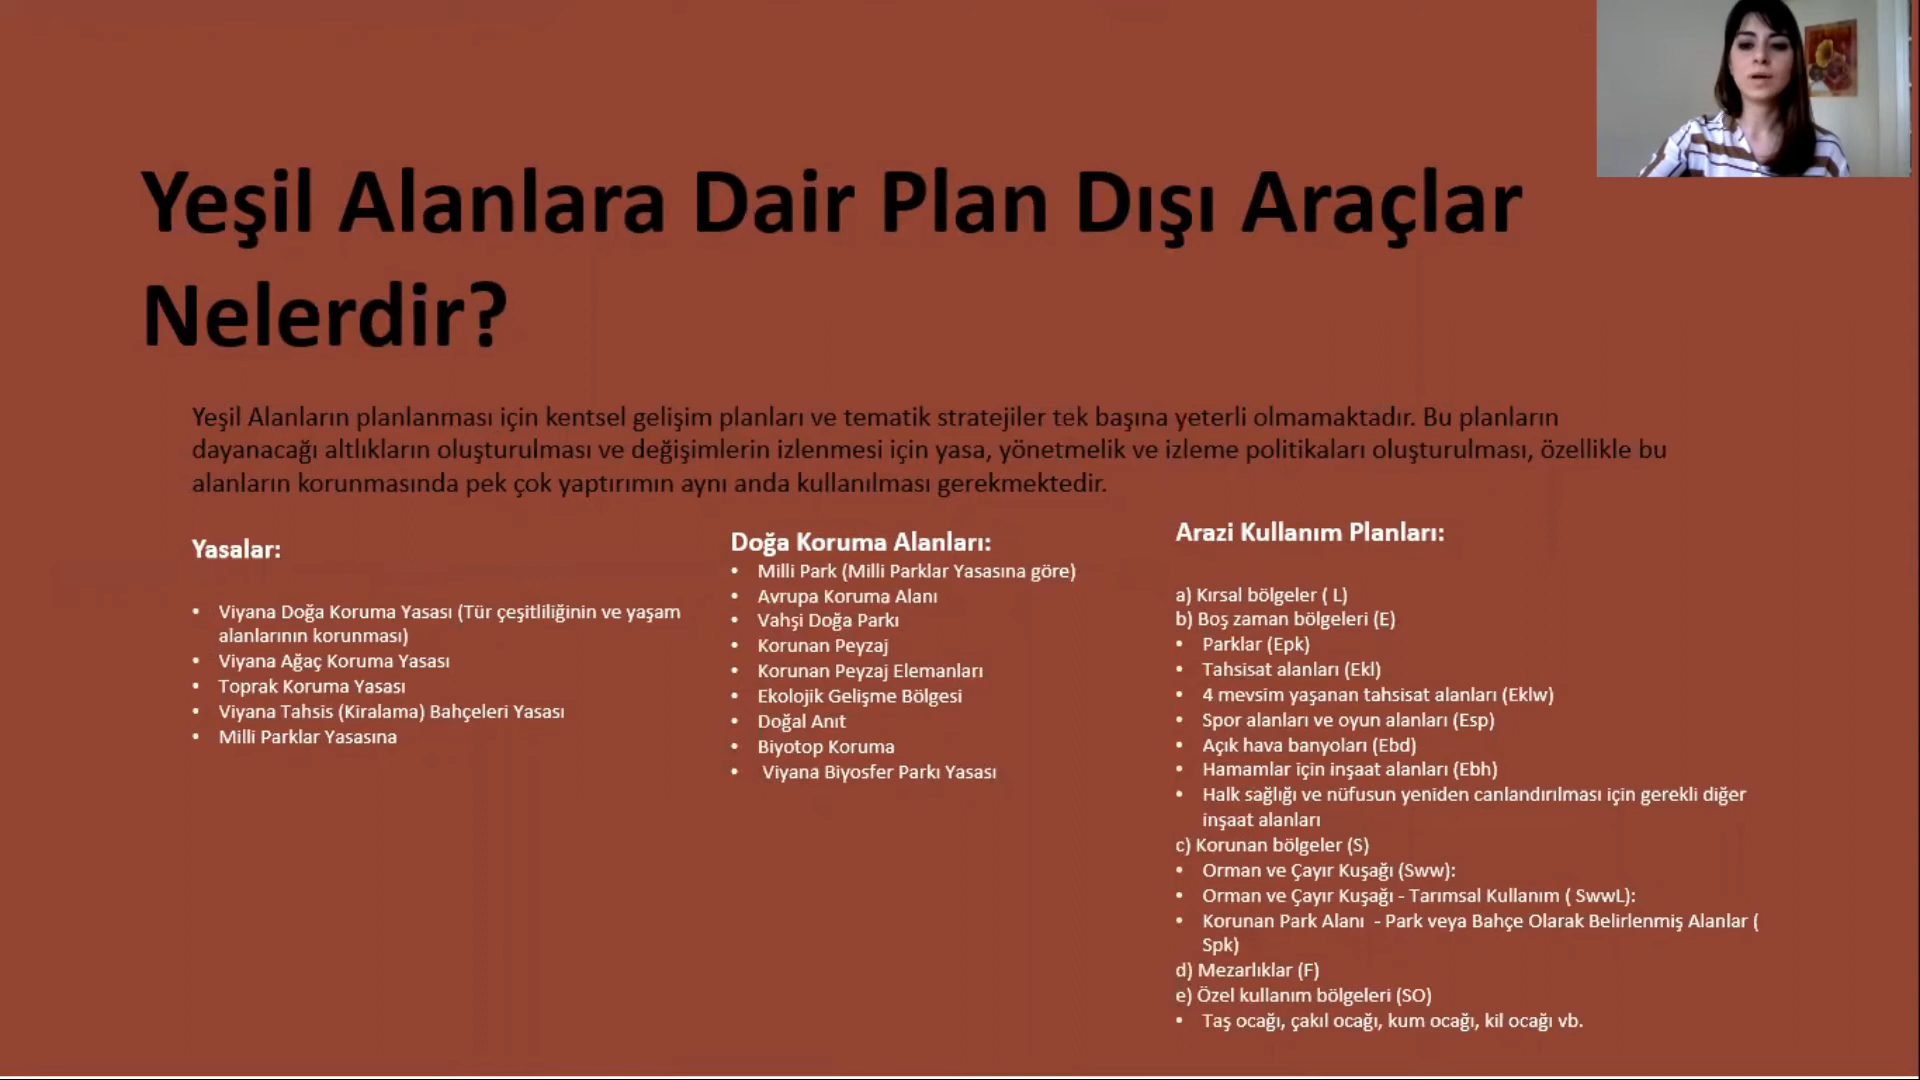 Yeşil Alanlara Dair Plan Dışı Araçlar
Nelerdir?
Yeşil Alanların planlanması için kentsel gelişim planları ve tematik stratejiler tek başına yeterli olmamaktadır. Bu planların
dayanacağı altlıkların oluşturulması ve değişimlerin izlenmesi için yasa, yönetmelik ve izleme politikaları oluşturulması, özellikle bu
alanların korunmasında pek çok yaptırımın aynı anda kullanılması gerekmektedir.
Yasalar:
• Viyana Doğa Koruma Yasası (Tür çeşitliliğinin ve yaşam
alanlarının korunması)
• Viyana Ağaç Koruma Yasası
• Toprak Koruma Yasası
• Viyana Tahsis (Kiralama) Bahçeleri Yasası
• Milli Parklar Yasasına
Doğa Koruma Alanları:
• Milli Park (Milli Parklar Yasasına göre)
• Avrupa Koruma Alanı
• Vahşi Doğa Parkı
• Korunan Peyzaj
• Korunan Peyzaj Elemanları
• Ekolojik Gelişme Bölgesi
• Doğal Anıt
• Biyotop Koruma
• Viyana Biyosfer Parkı Yasası
Arazi Kullanım Planları:
a) Kırsal bölgeler ( L)
b) Boş zaman bölgeleri (E)
• Parklar (Epk)
• Tahsisat alanları (Ekl)
• 4 mevsim yaşanan tahsisat alanları (Eklw)
• Spor alanları ve oyun alanları (Esp)
• Açık hava banyoları (Ebd)
• Hamamlar için inşaat alanları (Ebh)
• Halk sağlığı ve nüfusun yeniden canlandırılması için gerekli diğer
inşaat alanları
c) Korunan bölgeler (S)
• Orman ve Çayır Kuşağı (Sww):
• Orman ve Çayır Kuşağı - Tarımsal Kullanım ( SwwL):
• Korunan Park Alanı - Park veya Bahçe Olarak Belirlenmiş Alanlar (
Spk)
d) Mezarlıklar (F)
e) Özel kullanım bölgeleri (SO)
• Taş ocağı, çakıl ocağı, kum ocağı, kil ocağı vb.